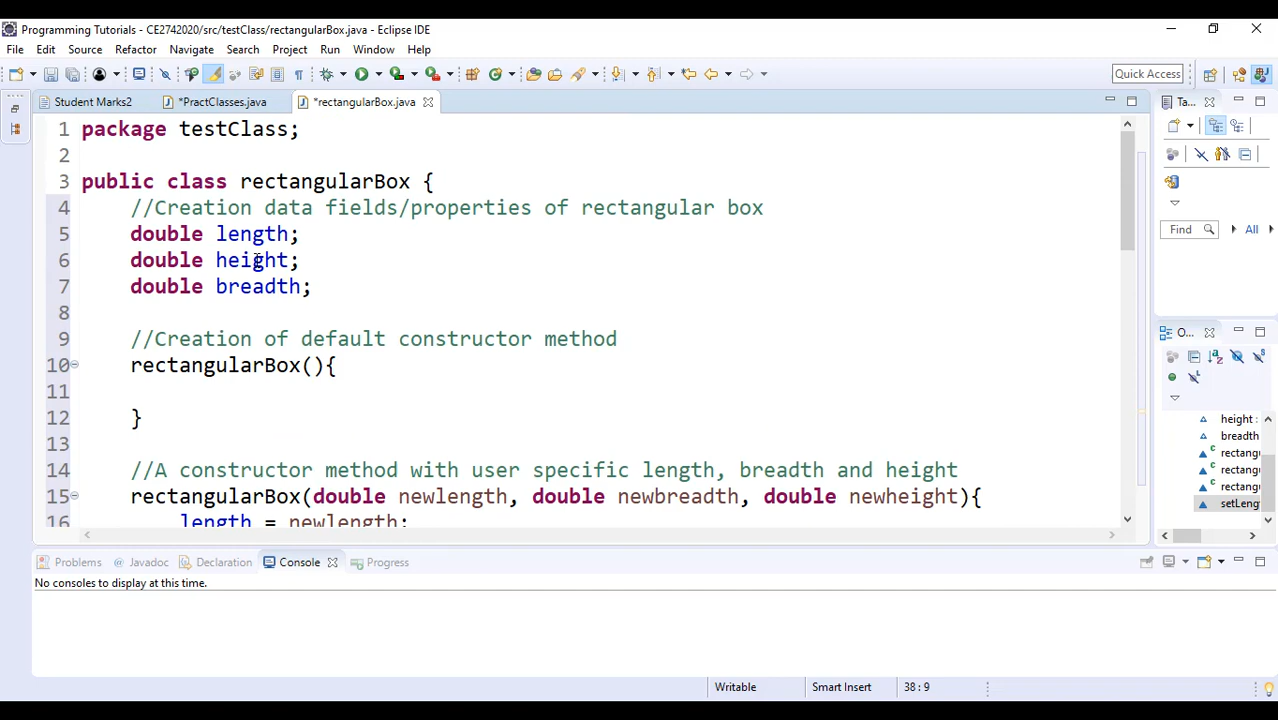 Programming Tutorials - CE2742020/src/testClass/rectangularBox.java - Eclipse IDE
File Edit Source Refactor Navigate Search Project Run Window Help
Quick Access
Student Marks2 *PractClasses.java *rectangularBox.java
Ta...
1 package testClass;
2
3 public class rectangularBox {
4 //Creation data fields/properties of rectangular box
5 double length;
6 double height;
7 double breadth;
8
9 //Creation of default constructor method
10 rectangularBox(){
11
12 }
13
14 //A constructor method with user specific length, breadth and height
15 rectangularBox(double newlength, double newbreadth, double newheight){
16 length = newlength;
Find All
O...
height :
breadth
rectang
rectang
rectang
setLeng
Problems Javadoc Declaration Console Progress
No consoles to display at this time.
Writable Smart Insert 38 : 9